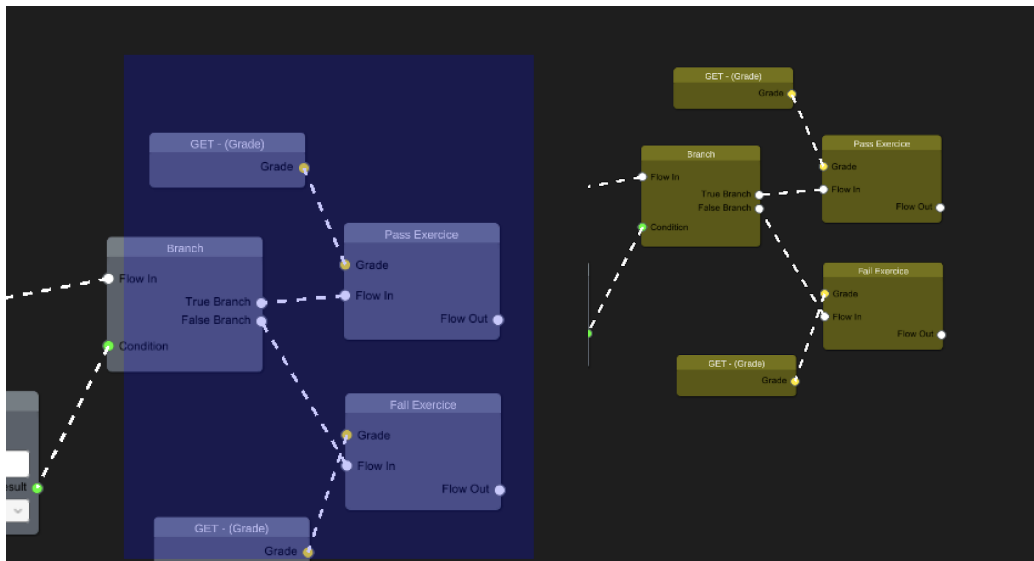 GET - (Grade)
Grade
Branch
Flow In
True Branch
False Branch
Condition
Pass Exercice
Grade
Flow In
Flow Out
Fail Exercice
Grade
Flow In
Flow Out
GET - (Grade)
Grade
esult
GET - (Grade)
Grade
Branch
Flow In
True Branch
False Branch
Condition
Pass Exercice
Grade
Flow In
Flow Out
Fail Exercice
Grade
Flow In
Flow Out
GET - (Grade)
Grade